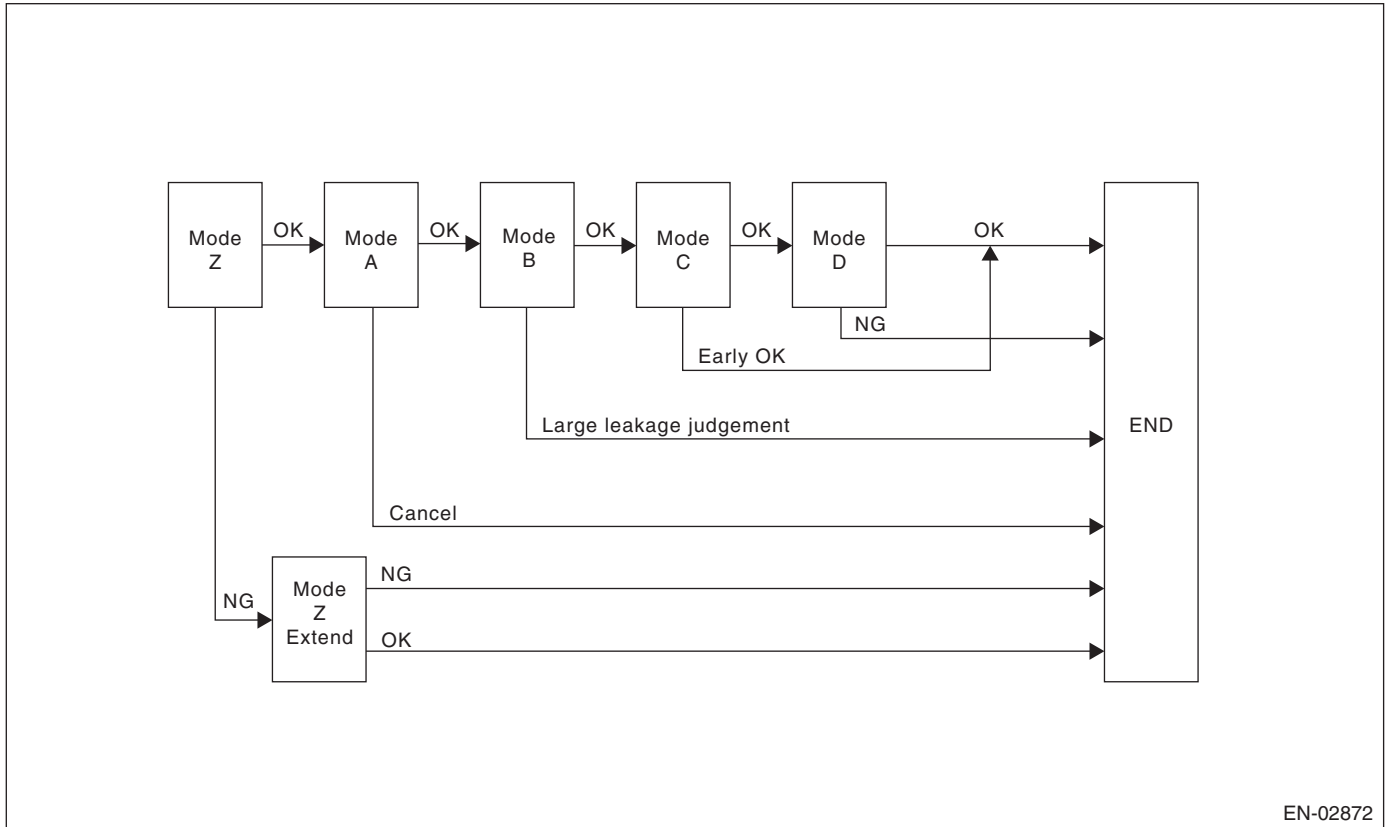 Mode
Z
OK
Mode
A
OK
Mode
B
OK
Mode
C
OK
Mode
D
OK
NG
Early OK
Large leakage judgement
END
Cancel
NG
Mode
Z
Extend
NG
OK
EN-02872